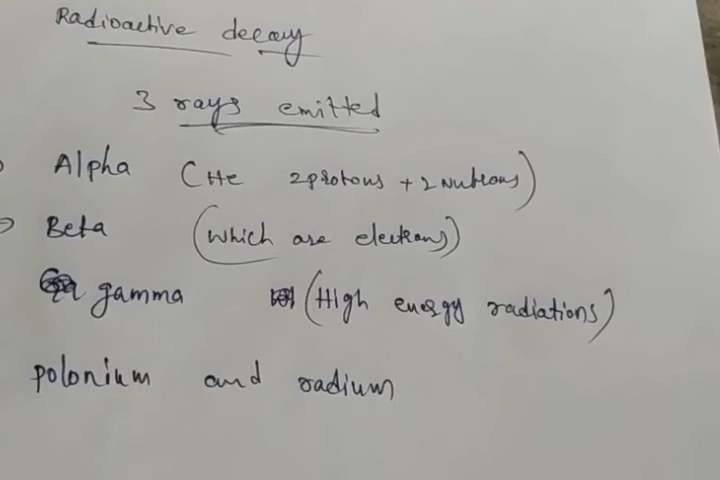 Radioactive decay
3 rays emitted
Alpha (He 2protons + 2 Nutrons)
Beta (which are electrons)
gamma (High energy radiations)
polonium and radium